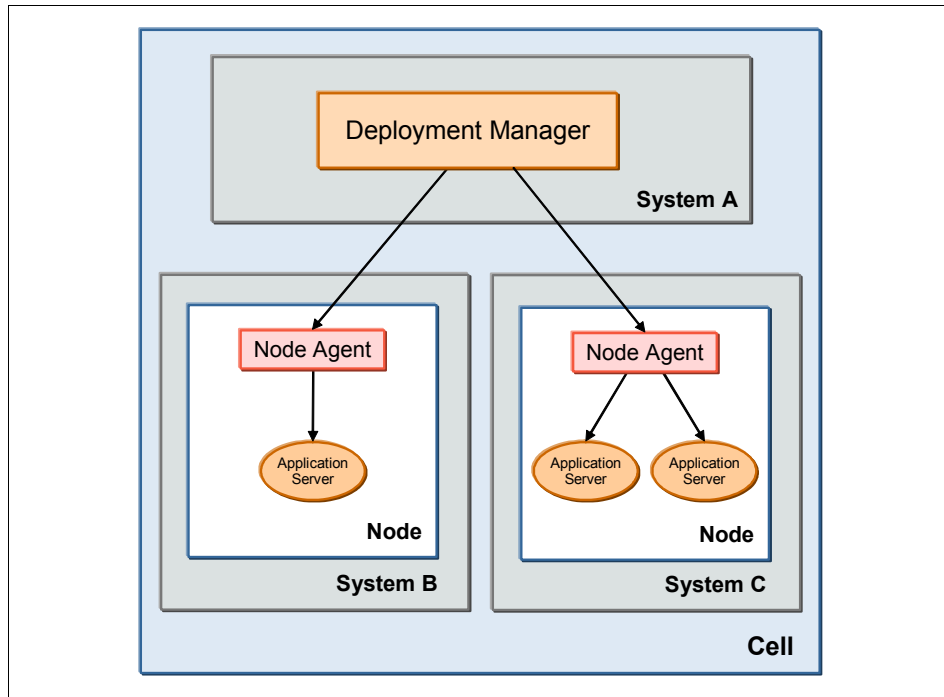 Deployment Manager
System A
Node Agent
Application
Server
Node
System B
Node Agent
Application
Server
Application
Server
Node
System C
Cell